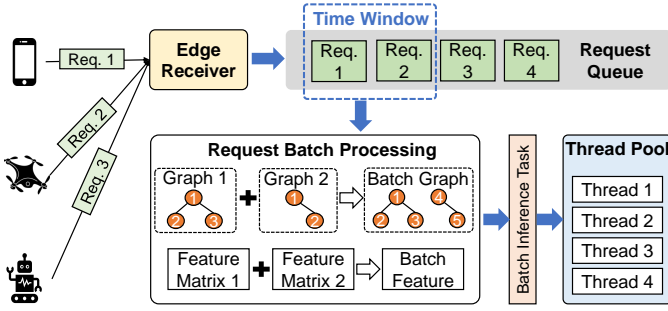 Time Window
Req. 1
Req. 2
Req. 3
Edge
Receiver
Req.
1
Req.
2
Req.
3
Req.
4
Request
Queue
Request Batch Processing
Graph 1
1
2
3
Graph 2
1
2
Batch Graph
1
2
3
4
5
Feature
Matrix 1
Feature
Matrix 2
Batch
Feature
Batch Inference Task
Thread Pool
Thread 1
Thread 2
Thread 3
Thread 4